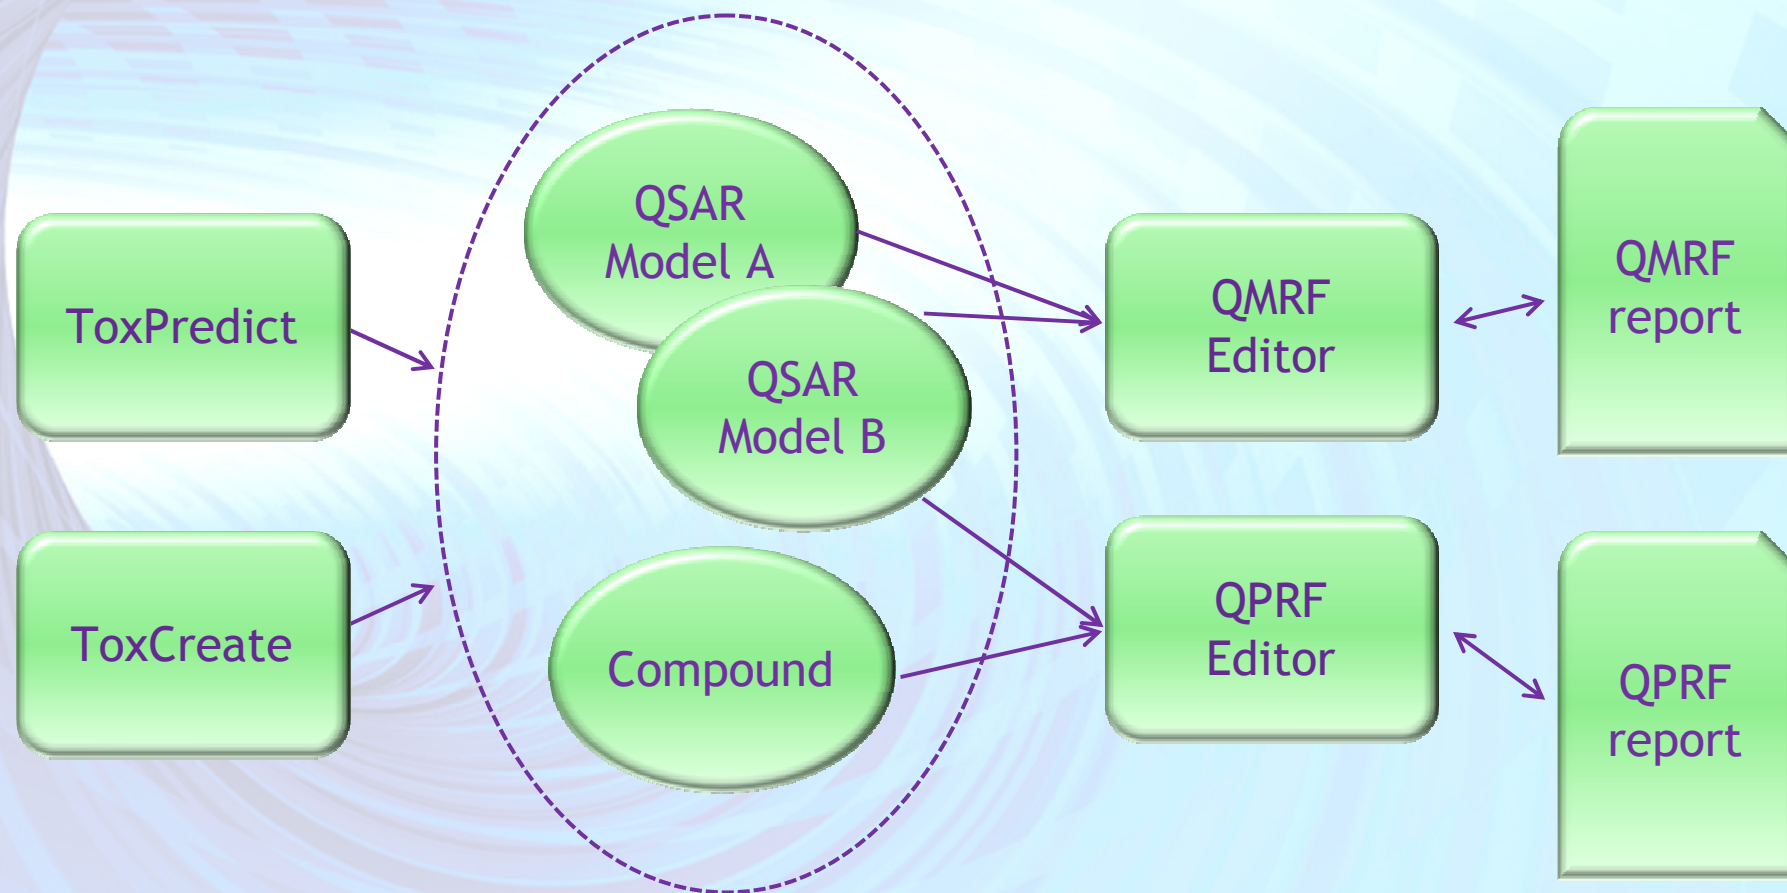 ToxPredict
ToxCreate
QSAR
Model A
QSAR
Model B
Compound
QMRF
Editor
QPRF
Editor
QMRF
report
QPRF
report